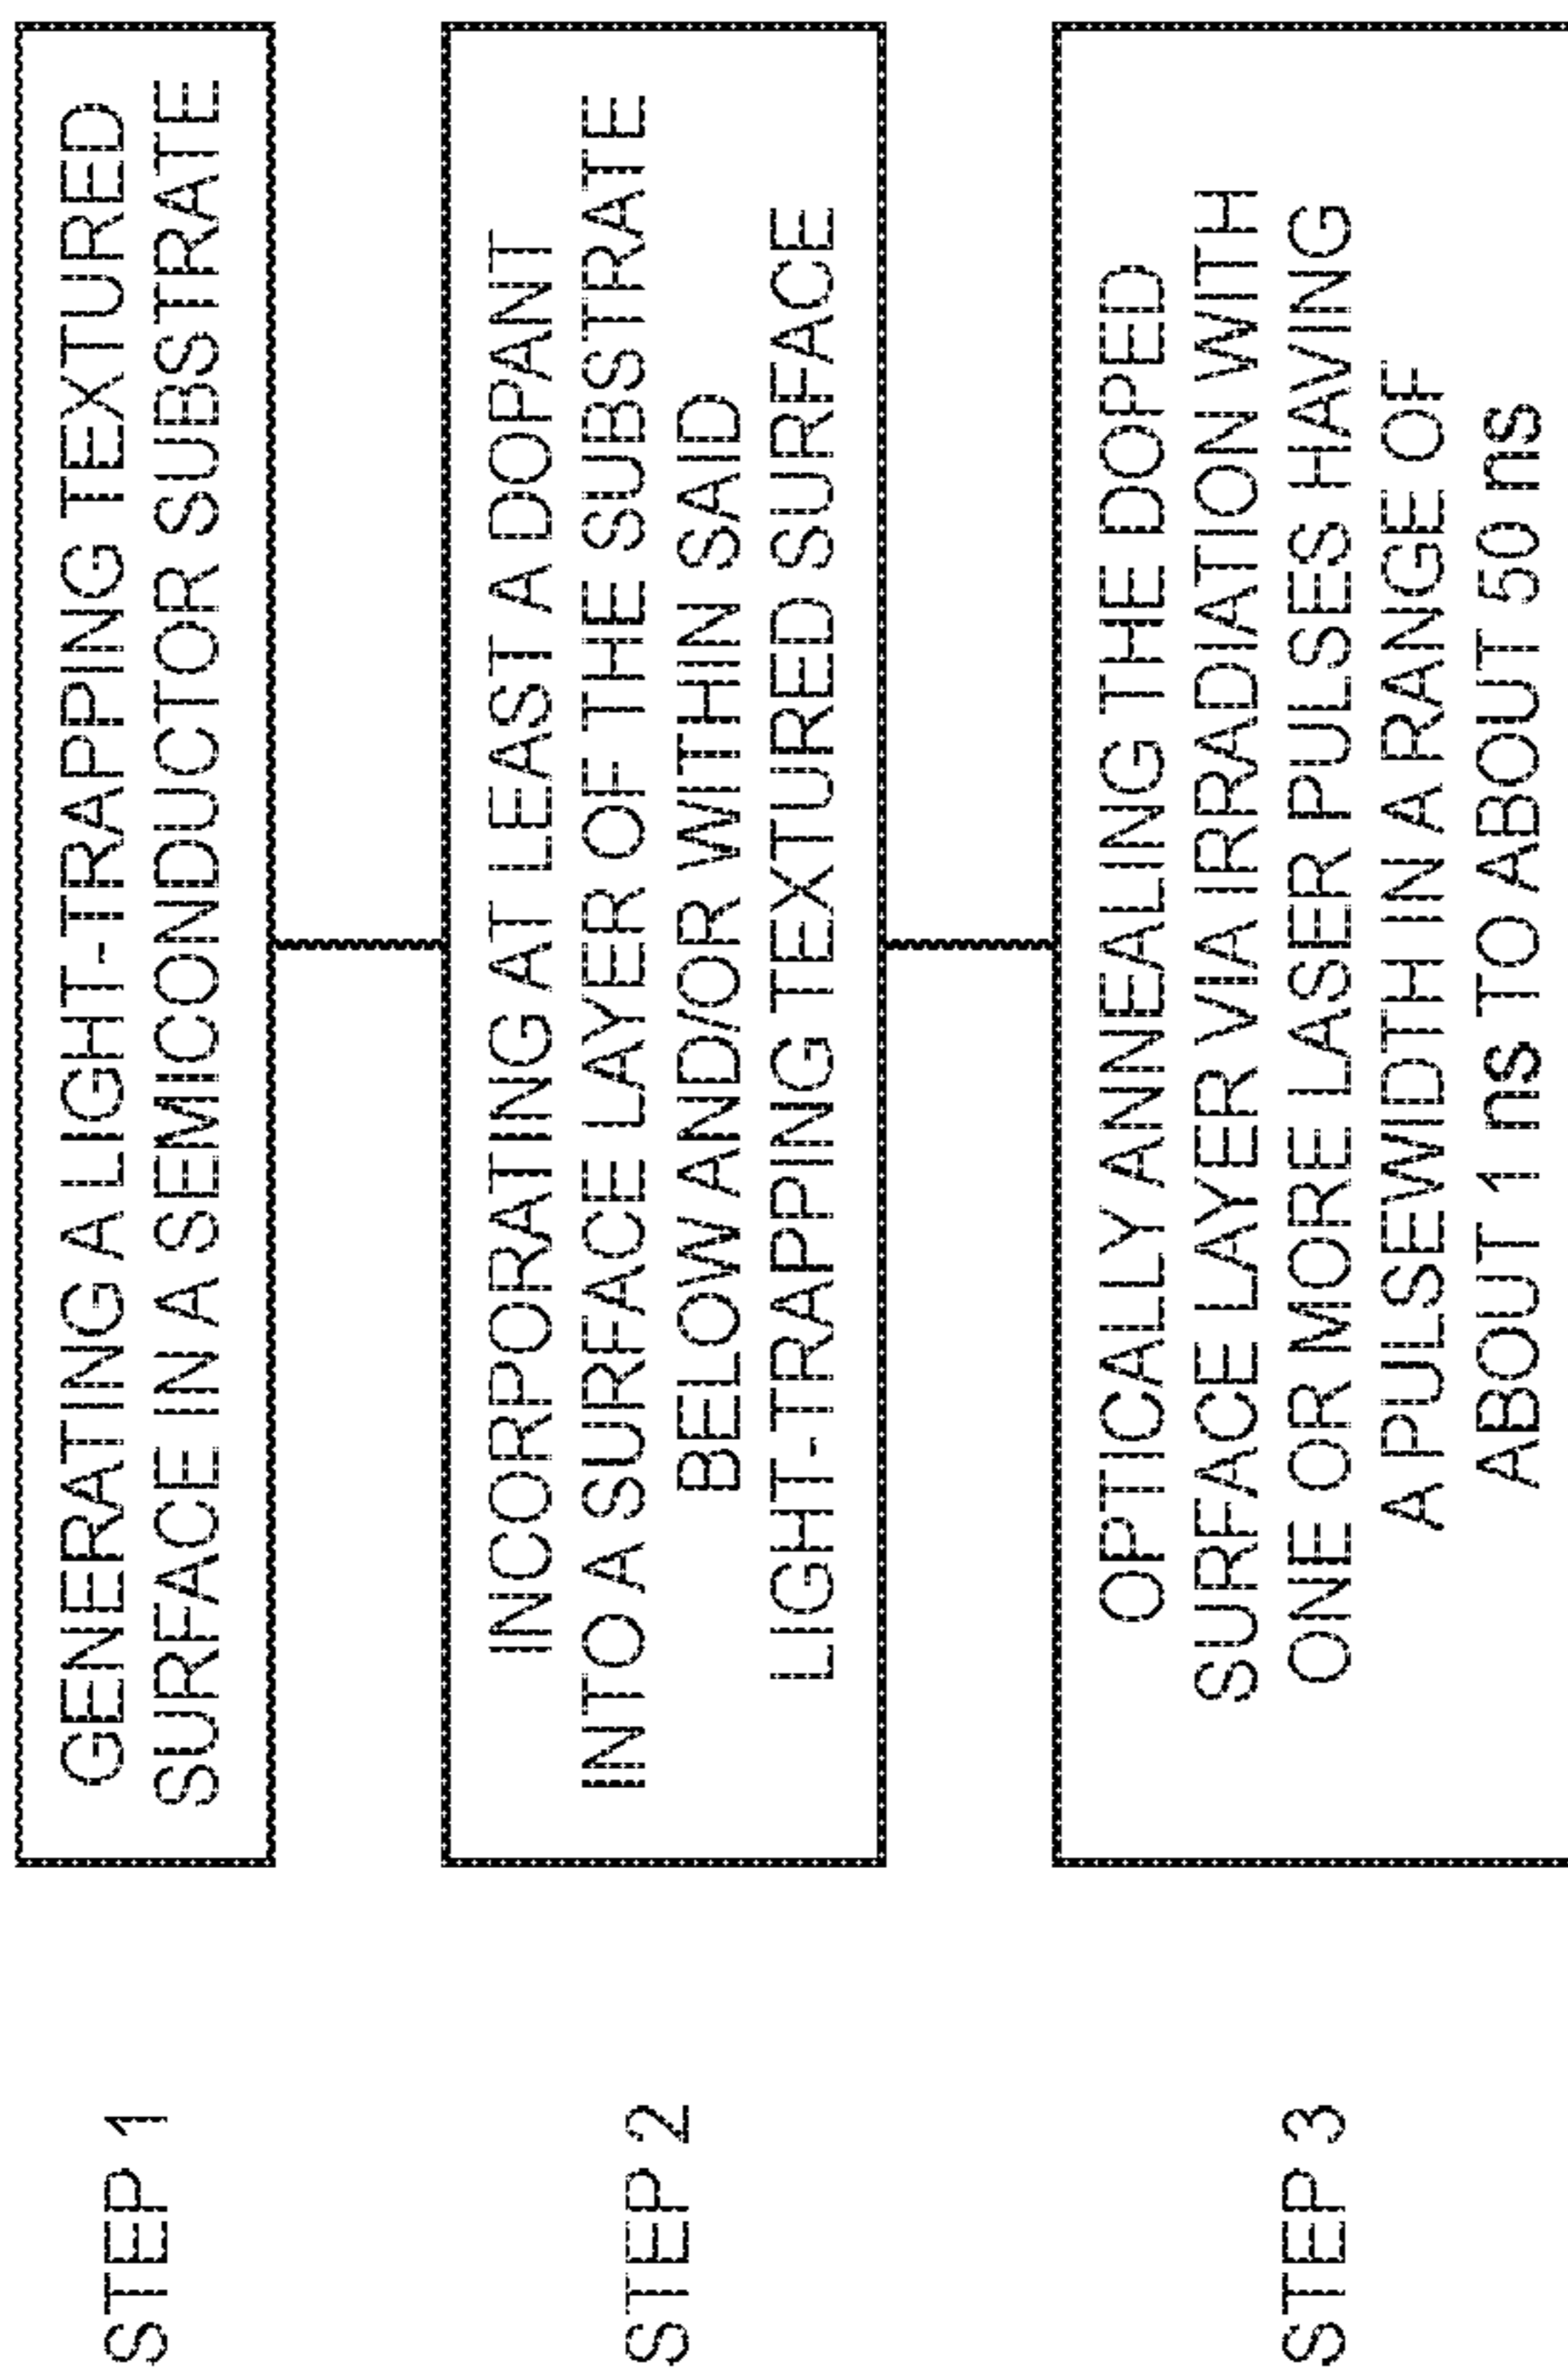 STEP 1
GENERATING A LIGHT-TRAPPING TEXTURED
SURFACE IN A SEMICONDUCTOR SUBSTRATE
STEP 2
INCORPORATING AT LEAST A DOPANT
INTO A SURFACE LAYER OF THE SUBSTRATE
BELOW AND/OR WITHIN SAID
LIGHT-TRAPPING TEXTURED SURFACE
STEP 3
OPTICALLY ANNEALING THE DOPED
SURFACE LAYER VIA IRRADIATION WITH
ONE OR MORE LASER PULSES HAVING
A PULSEWIDTH IN A RANGE OF
ABOUT 1 ns TO ABOUT 50 ns